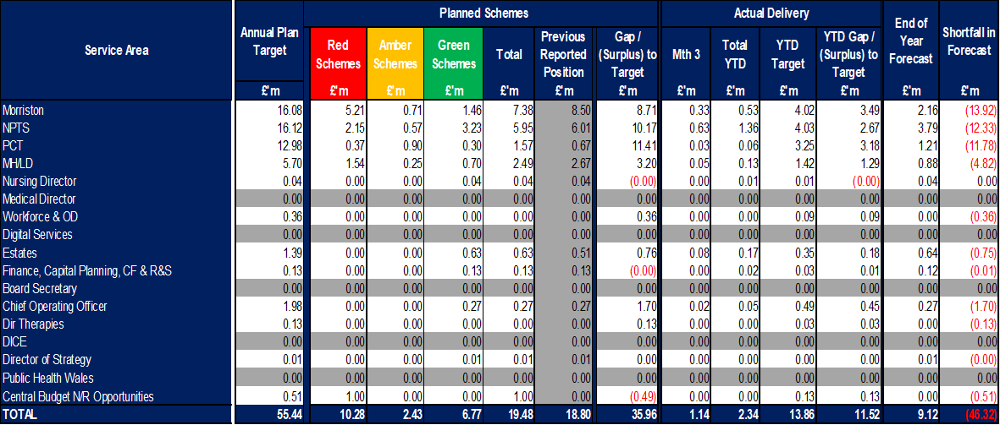 Planned Schemes Actual Delivery
Service Area Annual Plan Target Red Schemes Amber Schemes Green Schemes Total Previous Reported Position Gap / (Surplus) to Target Mth 3 Total YTD YTD Target YTD Gap / (Surplus) to Target End of Year Forecast Shortfall in Forecast
£'m £'m £'m £'m £'m £'m £'m £'m £'m £'m £'m £'m £'m
Morriston 16.08 5.21 0.71 1.46 7.38 8.50 8.71 0.33 0.53 4.02 3.49 2.16 (13.92)
NPTS 16.12 2.15 0.57 3.23 5.95 6.01 10.17 0.63 1.36 4.03 2.67 3.79 (12.33)
PCT 12.98 0.37 0.90 0.30 1.57 0.67 11.41 0.03 0.06 3.25 3.18 1.21 (11.78)
MH/LD 5.70 1.54 0.25 0.70 2.49 2.67 3.20 0.05 0.13 1.42 1.29 0.88 (4.82)
Nursing Director 0.04 0.00 0.00 0.04 0.04 0.04 (0.00) 0.00 0.01 0.01 (0.00) 0.04 0.00
Medical Director 0.00 0.00 0.00 0.00 0.00 0.00 0.00 0.00 0.00 0.00 0.00 0.00 0.00
Workforce & OD 0.36 0.00 0.00 0.00 0.00 0.00 0.36 0.00 0.00 0.09 0.09 0.00 (0.36)
Digital Services 0.00 0.00 0.00 0.00 0.00 0.00 0.00 0.00 0.00 0.00 0.00 0.00 0.00
Estates 1.39 0.00 0.00 0.63 0.63 0.51 0.76 0.08 0.17 0.35 0.18 0.64 (0.75)
Finance, Capital Planning, CF & R&S 0.13 0.00 0.00 0.13 0.13 0.13 (0.00) 0.00 0.02 0.03 0.01 0.12 (0.01)
Board Secretary 0.00 0.00 0.00 0.00 0.00 0.00 0.00 0.00 0.00 0.00 0.00 0.00 0.00
Chief Operating Officer 1.98 0.00 0.00 0.27 0.27 0.27 1.70 0.02 0.05 0.49 0.45 0.27 (1.70)
Dir Therapies 0.13 0.00 0.00 0.00 0.00 0.00 0.13 0.00 0.00 0.03 0.03 0.00 (0.13)
DICE 0.00 0.00 0.00 0.00 0.00 0.00 0.00 0.00 0.00 0.00 0.00 0.00 0.00
Director of Strategy 0.01 0.00 0.00 0.01 0.01 0.01 0.00 0.00 0.00 0.00 0.00 0.01 (0.00)
Public Health Wales 0.00 0.00 0.00 0.00 0.00 0.00 0.00 0.00 0.00 0.00 0.00 0.00 0.00
Central Budget N/R Opportunities 0.51 1.00 0.00 0.00 1.00 0.00 (0.49) 0.00 0.00 0.13 0.13 0.00 (0.51)
TOTAL 55.44 10.28 2.43 6.77 19.48 18.80 35.96 1.14 2.34 13.86 11.52 9.12 (46.32)